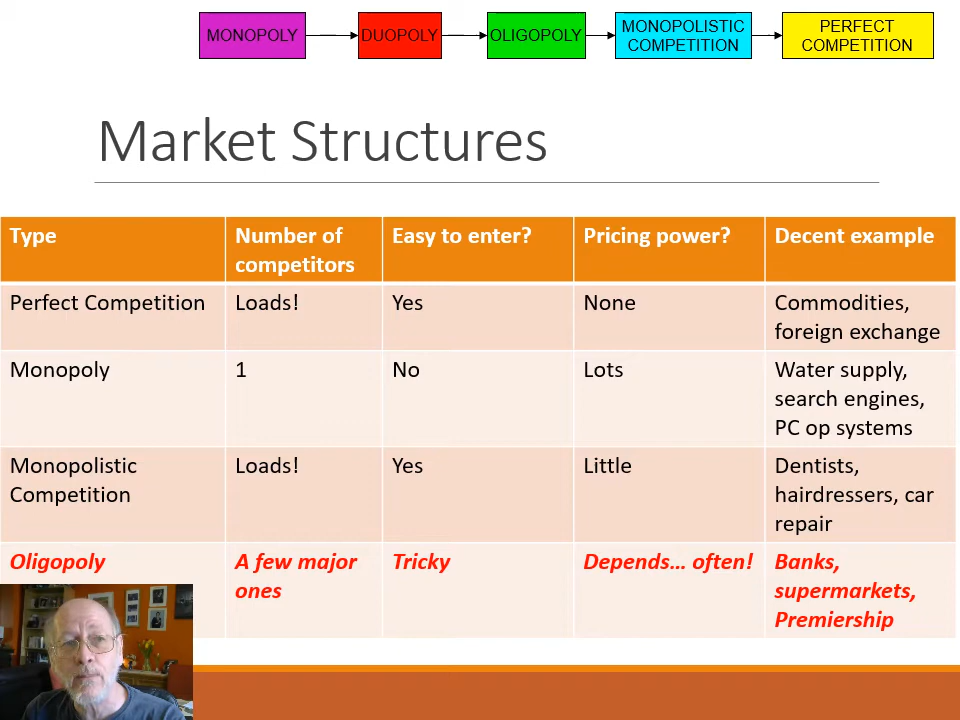 MONOPOLY
DUOPOLY
OLIGOPOLY
MONOPOLISTIC
COMPETITION
PERFECT
COMPETITION
Market Structures
Type
Number of
competitors
Easy to enter?
Pricing power?
Decent example
Perfect Competition
Loads!
Yes
None
Commodities,
foreign exchange
Monopoly
1
No
Lots
Water supply,
search engines,
PC op systems
Monopolistic
Competition
Loads!
Yes
Little
Dentists,
hairdressers, car
repair
Oligopoly
A few major
ones
Tricky
Depends... often!
Banks,
supermarkets,
Premiership